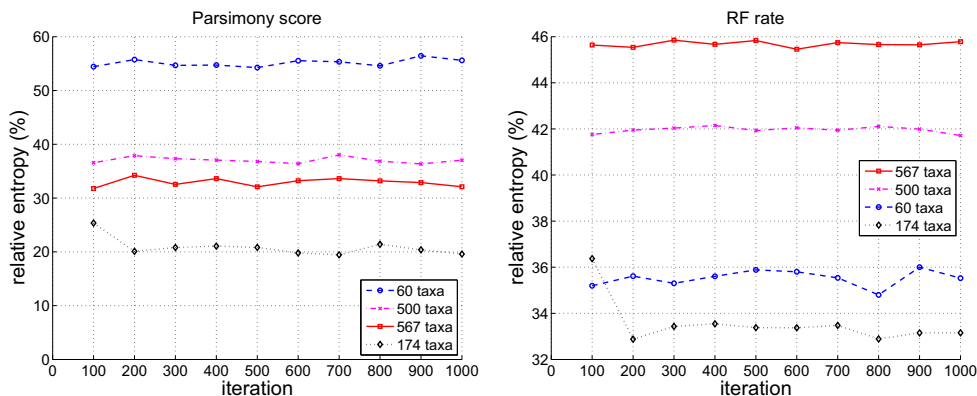 Parsimony score
relative entropy (%)
60
50
40
30
20
10
0
0 100 200 300 400 500 600 700 800 900 1000
iteration
60 taxa
500 taxa
567 taxa
174 taxa
RF rate
relative entropy (%)
46
44
42
40
38
36
34
32
0 100 200 300 400 500 600 700 800 900 1000
iteration
567 taxa
500 taxa
60 taxa
174 taxa